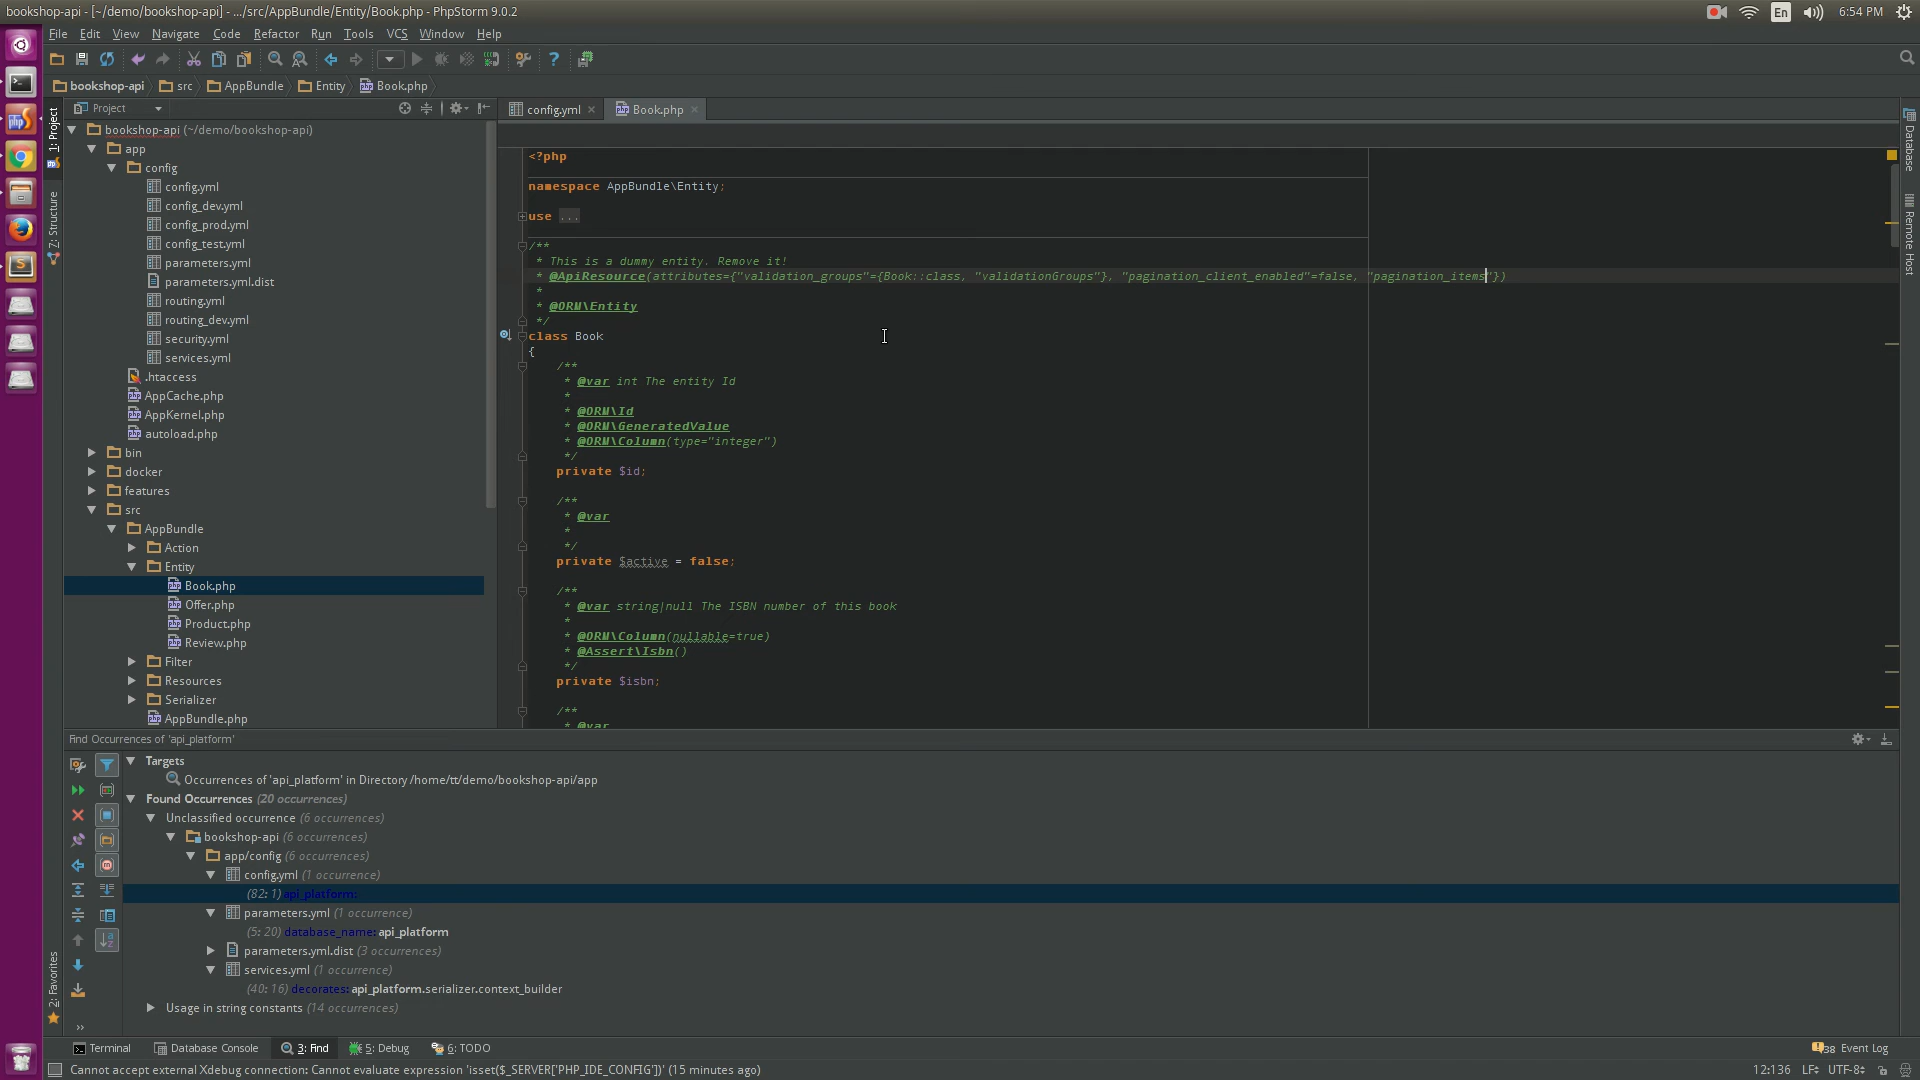 bookshop-api - [~/demo/bookshop-api] - .../src/AppBundle/Entity/Book.php - PhpStorm 9.0.2
En
6:54 PM
File Edit View Navigate Code Refactor Run Tools VCS Window Help
bookshop-api src AppBundle Entity Book.php
Project
config.yml
Book.php
1: Project
Z: Structure
2: Favorites
Database
Remote Host
bookshop-api (~/demo/bookshop-api)
app
config
config.yml
config_dev.yml
config_prod.yml
config_test.yml
parameters.yml
parameters.yml.dist
routing.yml
routing_dev.yml
security.yml
services.yml
.htaccess
AppCache.php
AppKernel.php
autoload.php
bin
docker
features
src
AppBundle
Action
Entity
Book.php
Offer.php
Product.php
Review.php
Filter
Resources
Serializer
AppBundle.php
<?php
namespace AppBundle\Entity;
use ...
/**
* This is a dummy entity. Remove it!
* @ApiResource(attributes={"validation_groups"={Book::class, "validationGroups"}, "pagination_client_enabled"=false, "pagination_items"})
*
* @ORM\Entity
*/
class Book
{
/**
* @var int The entity Id
*
* @ORM\Id
* @ORM\GeneratedValue
* @ORM\Column(type="integer")
*/
private $id;
/**
* @var
*
*/
private $active = false;
/**
* @var string|null The ISBN number of this book
*
* @ORM\Column(nullable=true)
* @Assert\Isbn()
*/
private $isbn;
/**
* @var
Find Occurrences of 'api_platform'
Targets
Occurrences of 'api_platform' in Directory /home/tt/demo/bookshop-api/app
Found Occurrences (20 occurrences)
Unclassified occurrence (6 occurrences)
bookshop-api (6 occurrences)
app/config (6 occurrences)
config.yml (1 occurrence)
(82: 1) api_platform:
parameters.yml (1 occurrence)
(5: 20) database_name: api_platform
parameters.yml.dist (3 occurrences)
services.yml (1 occurrence)
(40: 16) decorates: api_platform.serializer.context_builder
Usage in string constants (14 occurrences)
Terminal Database Console 3: Find 5: Debug 6: TODO
38 Event Log
Cannot accept external Xdebug connection: Cannot evaluate expression 'isset($_SERVER['PHP_IDE_CONFIG'])' (15 minutes ago)
12:136 LF UTF-8